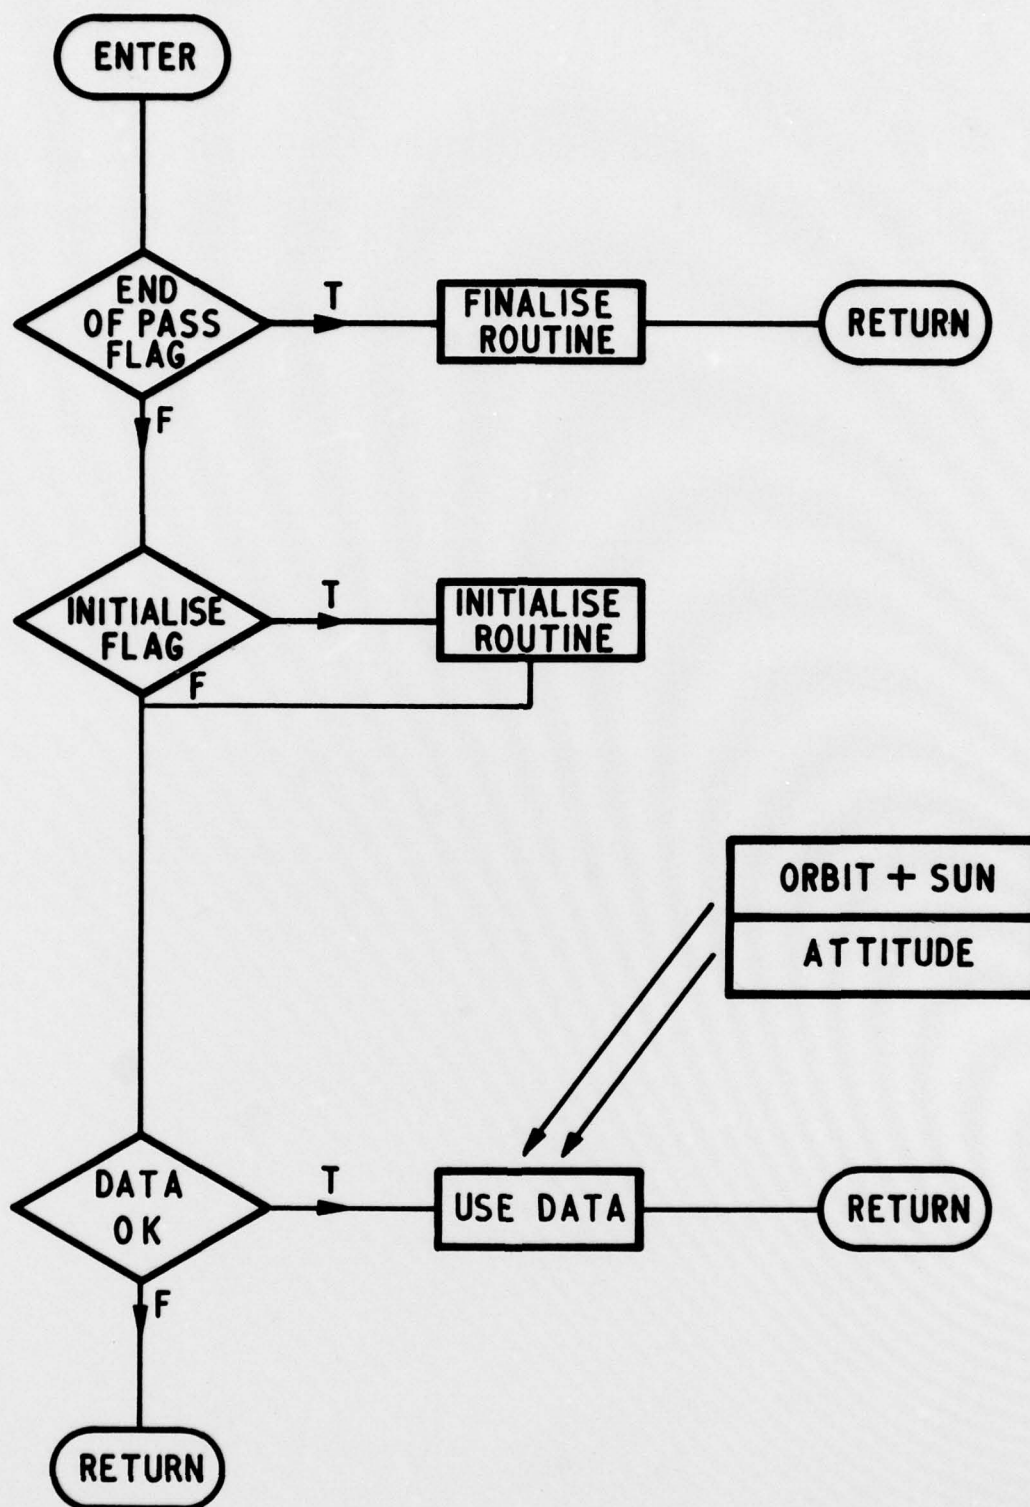 ENTER
END
OF PASS
FLAG
T
FINALISE
ROUTINE
RETURN
F
INITIALISE
FLAG
T
INITIALISE
ROUTINE
F
ORBIT + SUN
ATTITUDE
DATA
OK
T
USE DATA
RETURN
F
RETURN